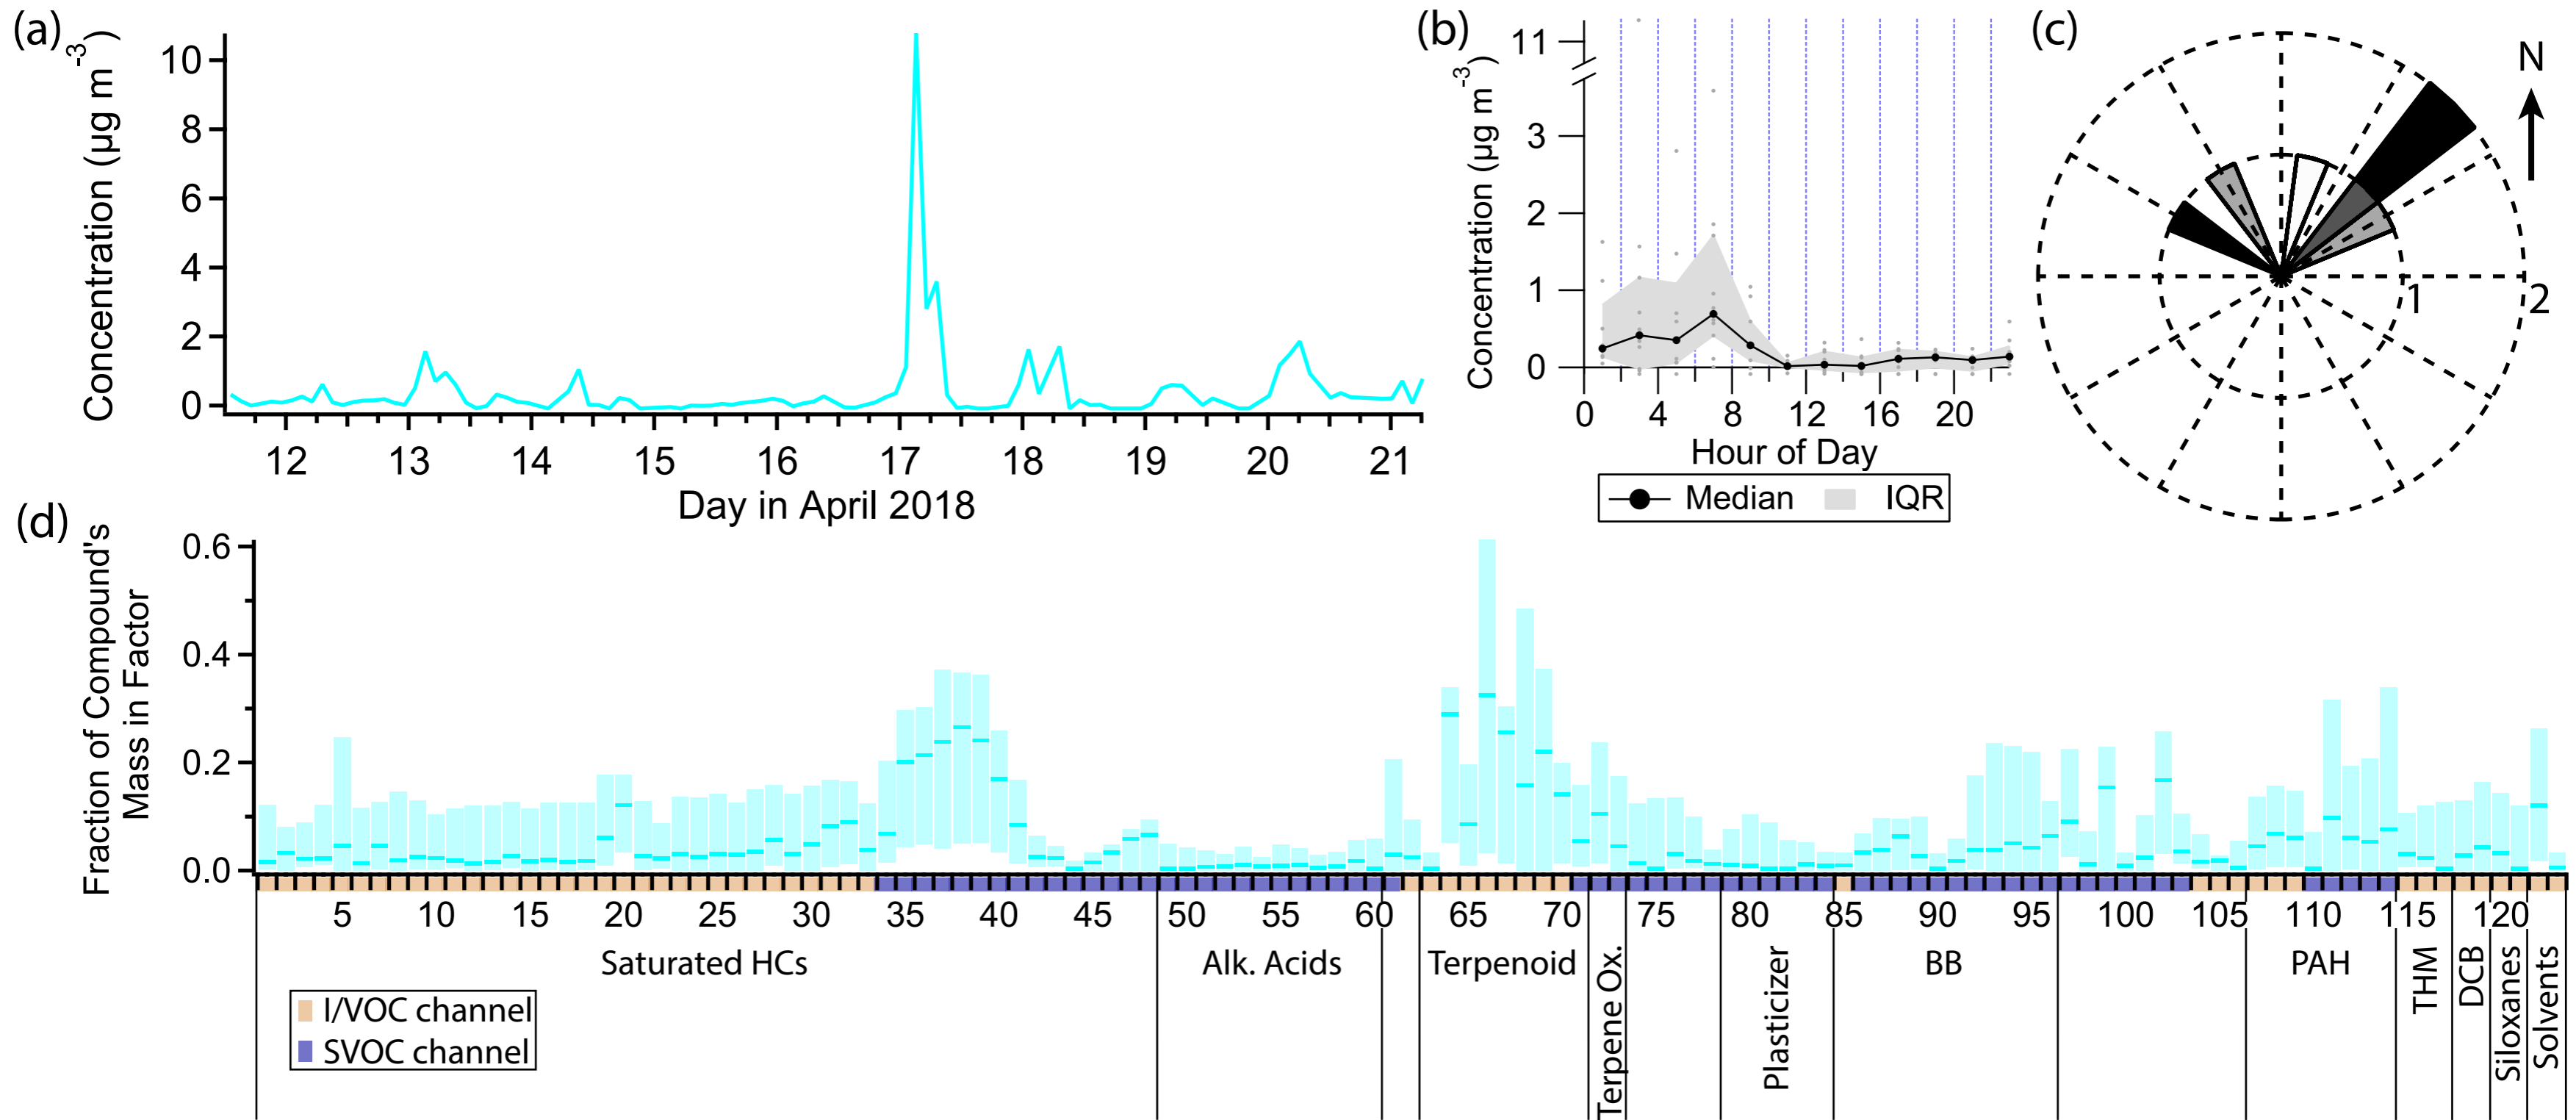 (a)
Concentration (µg m-3)
10
8
6
4
2
0
12 13 14 15 16 17 18 19 20 21
Day in April 2018
(b)
Concentration (µg m-3)
11
3
2
1
0
0 4 8 12 16 20
Hour of Day
Median IQR
(c)
N
1 2
(d)
Fraction of Compound's
Mass in Factor
0.6
0.4
0.2
0.0
5 10 15 20 25 30 35 40 45 50 55 60 65 70 75 80 85 90 95 100 105 110 115 120
Saturated HCs Alk. Acids Terpenoid Terpene Ox. Plasticizer BB PAH THM DCB Siloxanes Solvents
I/VOC channel
SVOC channel